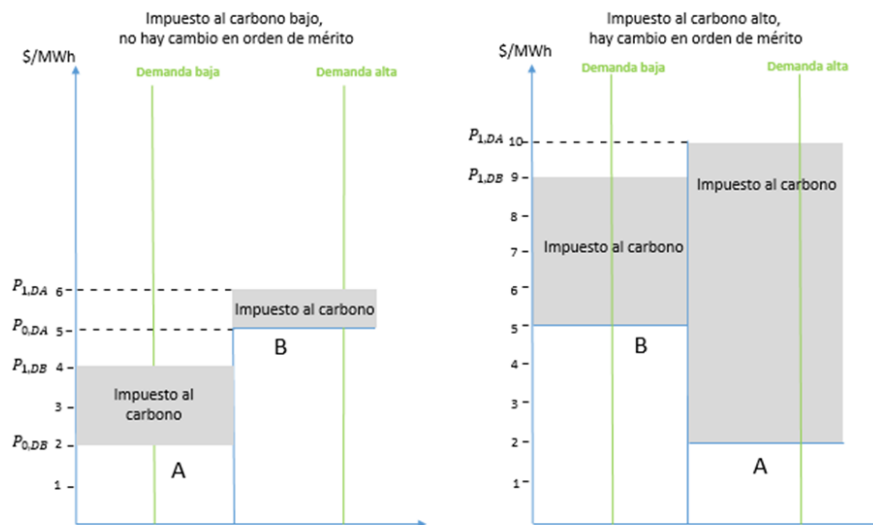 Impuesto al carbono bajo,
no hay cambio en orden de mérito
$/MWh
Demanda baja
Demanda alta
P1,DA 6
P0,DA 5
P1,DB 4
3
P0,DB 2
1
Impuesto al carbono
B
Impuesto al
carbono
A
Impuesto al carbono alto,
hay cambio en orden de mérito
$/MWh
Demanda baja
Demanda alta
P1,DA 10
P1,DB 9
8
7
6
5
4
3
2
1
Impuesto al carbono
Impuesto al carbono
B
A